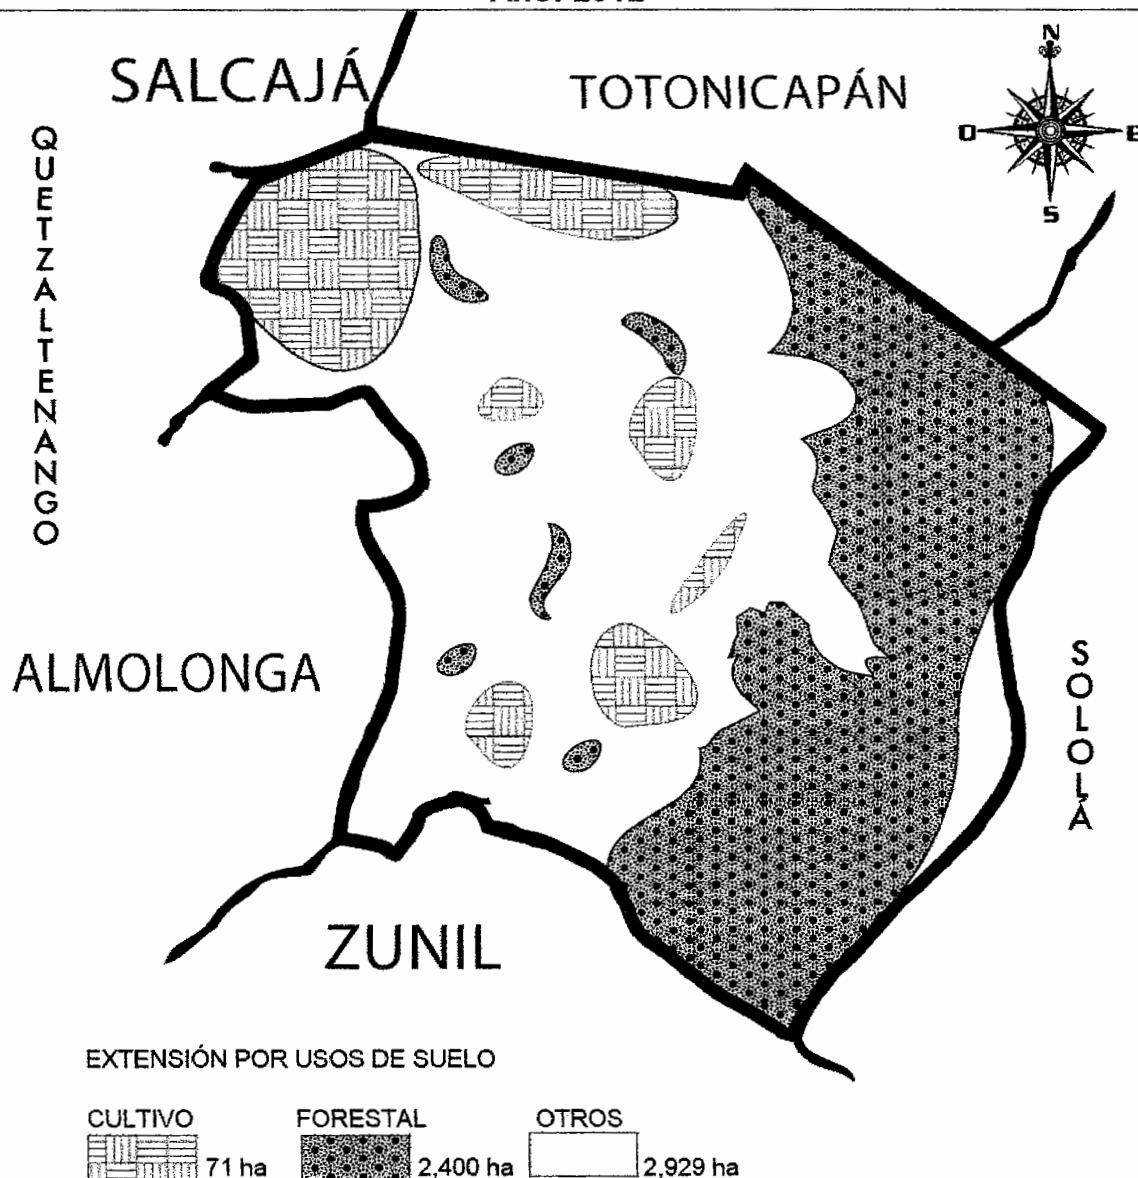 SALCAJÁ
TOTONICAPÁN
N
O
E
S
QUETZALTENANGO
ALMOLONGA
SOLOLÁ
ZUNIL
EXTENSIÓN POR USOS DE SUELO
CULTIVO FORESTAL OTROS
71 ha 2,400 ha 2,929 ha